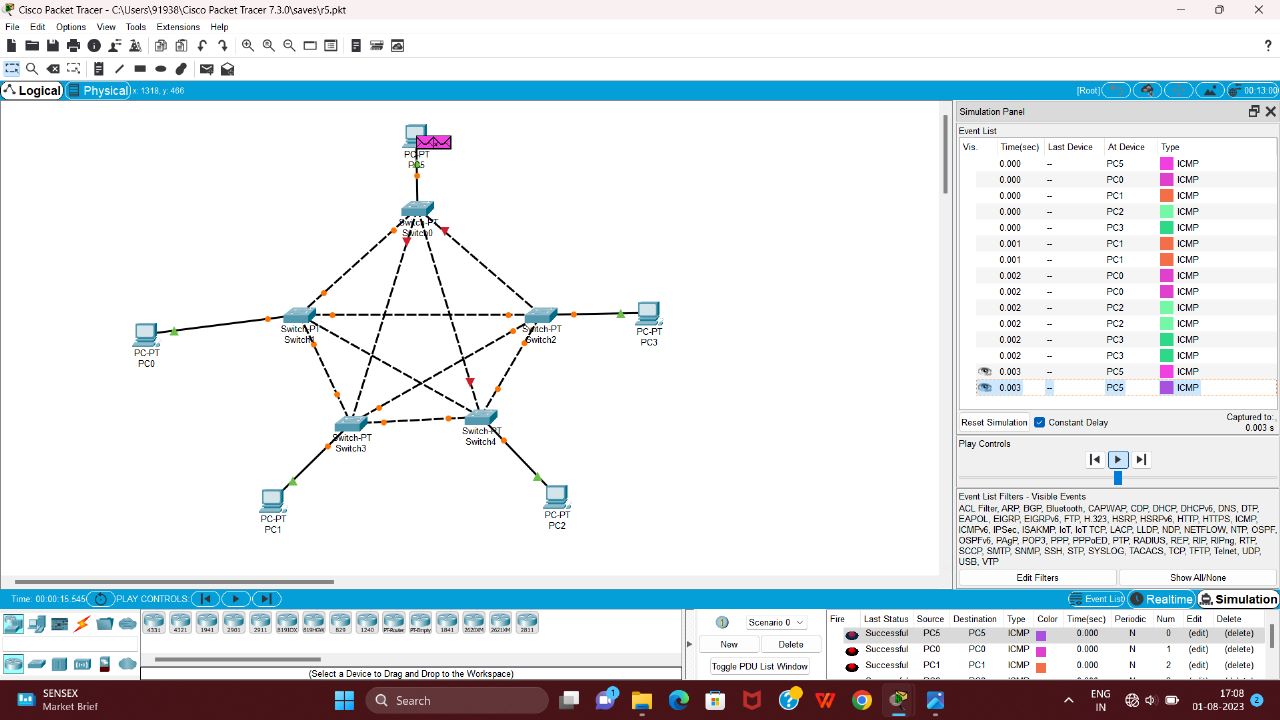 Cisco Packet Tracer - C:\Users\91938\Cisco Packet Tracer 7.3.0\saves\r5.pkt
File Edit Options View Tools Extensions Help
?
Logical Physical x: 1318, y: 466 [Root] 00:13:00
Simulation Panel
Event List
Vis. Time(sec) Last Device At Device Type
0.000 -- PC5 ICMP
0.000 -- PC0 ICMP
0.000 -- PC1 ICMP
0.000 -- PC2 ICMP
0.000 -- PC3 ICMP
0.001 -- PC1 ICMP
0.001 -- PC1 ICMP
0.002 -- PC0 ICMP
0.002 -- PC0 ICMP
0.002 -- PC2 ICMP
0.002 -- PC2 ICMP
0.002 -- PC3 ICMP
0.002 -- PC3 ICMP
0.003 -- PC5 ICMP
0.003 -- PC5 ICMP
Reset Simulation Constant Delay Captured to:
0.003 s
Play Controls
Event List Filters - Visible Events
ACL Filter, ARP, BGP, Bluetooth, CAPWAP, CDP, DHCP, DHCPv6, DNS, DTP,
EAPOL, EIGRP, EIGRPv6, FTP, H.323, HSRP, HSRPv6, HTTP, HTTPS, ICMP,
ICMPv6, IPSec, ISAKMP, IoT, IoT TCP, LACP, LLDP, NDP, NETFLOW, NTP, OSPF,
OSPFv6, PAgP, POP3, PPP, PPPoED, PTP, RADIUS, REP, RIP, RIPng, RTP,
SCCP, SMTP, SNMP, SSH, STP, SYSLOG, TACACS, TCP, TFTP, Telnet, UDP,
USB, VTP
Edit Filters Show All/None
PC-PT
PC5
Switch-PT
Switch0
PC-PT
PC0
Switch-PT
Switch1
Switch-PT
Switch2
PC-PT
PC3
Switch-PT
Switch3
Switch-PT
Switch4
PC-PT
PC1
PC-PT
PC2
Time: 00:00:15.545 PLAY CONTROLS: Event List Realtime Simulation
4331 4321 1941 2901 2911 819IOX 819HGW 829 1240 PT-Router PT-Empty 1841 2620XM 2621XM 2811
(Select a Device to Drag and Drop to the Workspace)
Scenario 0
New Delete
Toggle PDU List Window
Fire Last Status Source Destination Type Color Time(sec) Periodic Num Edit Delete
Successful PC5 PC5 ICMP 0.000 N 0 (edit) (delete)
Successful PC0 PC0 ICMP 0.000 N 1 (edit) (delete)
Successful PC1 PC1 ICMP 0.000 N 2 (edit) (delete)
SENSEX
Market Brief
Search
1
ENG
IN
17:08
01-08-2023
2